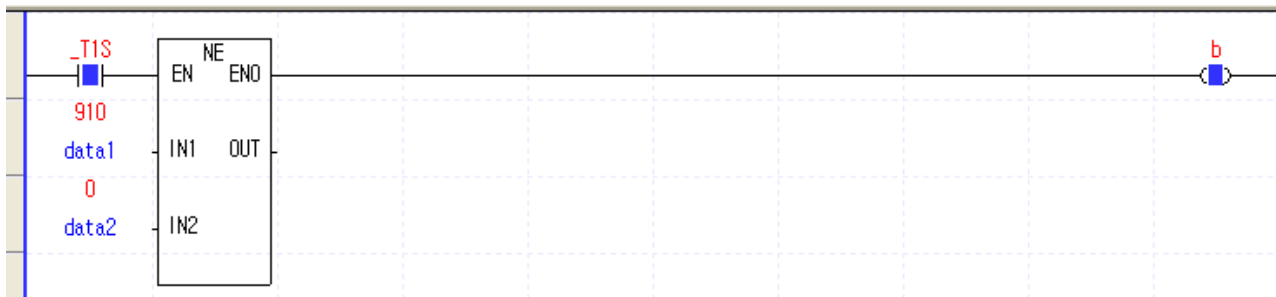 _T1S NE b
EN ENO
910
data1 IN1 OUT
0
data2 IN2